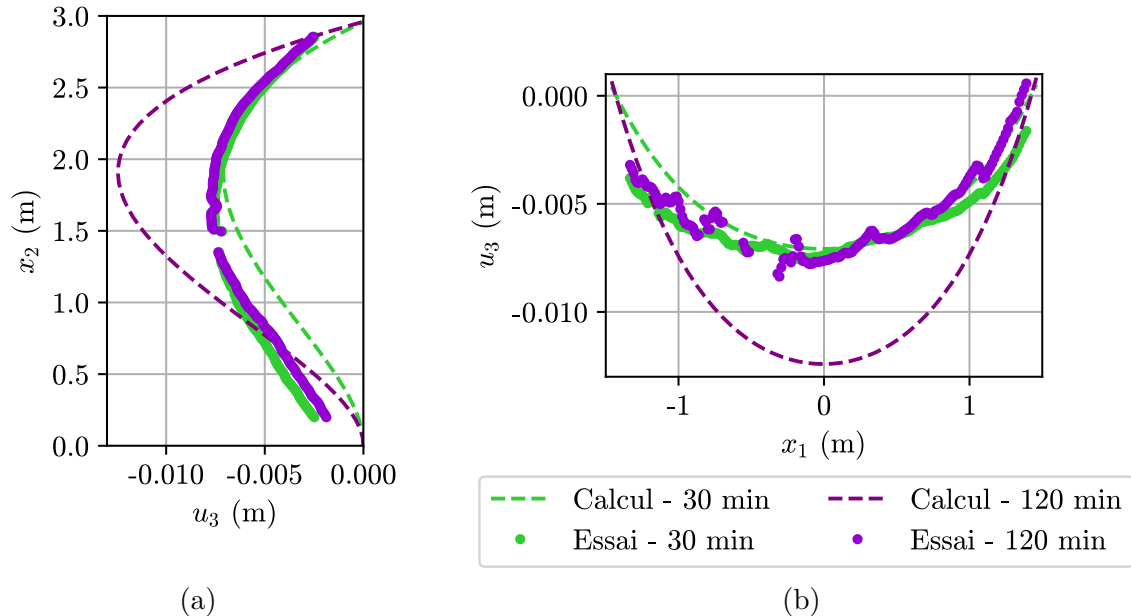 3.0
2.5
2.0
1.5
1.0
0.5
0.0
x₂ (m)
-0.010 -0.005 0.000
u₃ (m)
(a)
0.000
-0.005
-0.010
u₃ (m)
-1 0 1
x₁ (m)
Calcul - 30 min
Calcul - 120 min
Essai - 30 min
Essai - 120 min
(b)